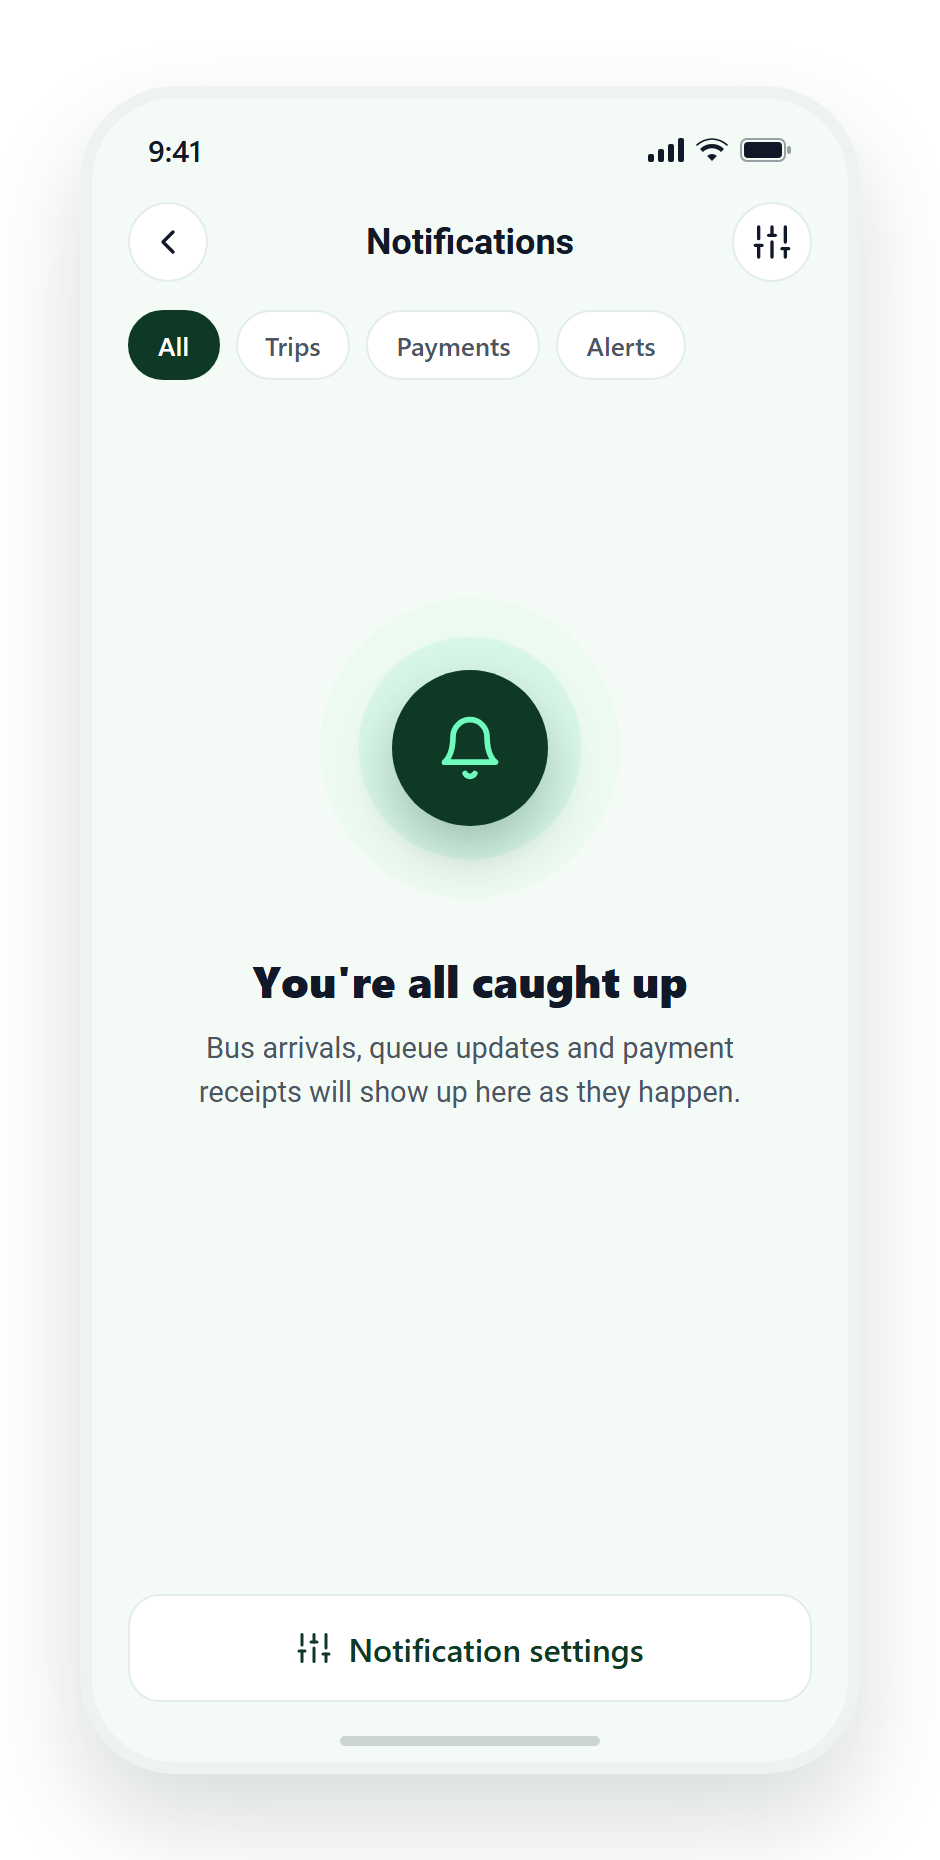 9:41
Notifications
All
Trips
Payments
Alerts
You're all caught up
Bus arrivals, queue updates and payment
receipts will show up here as they happen.
Notification settings